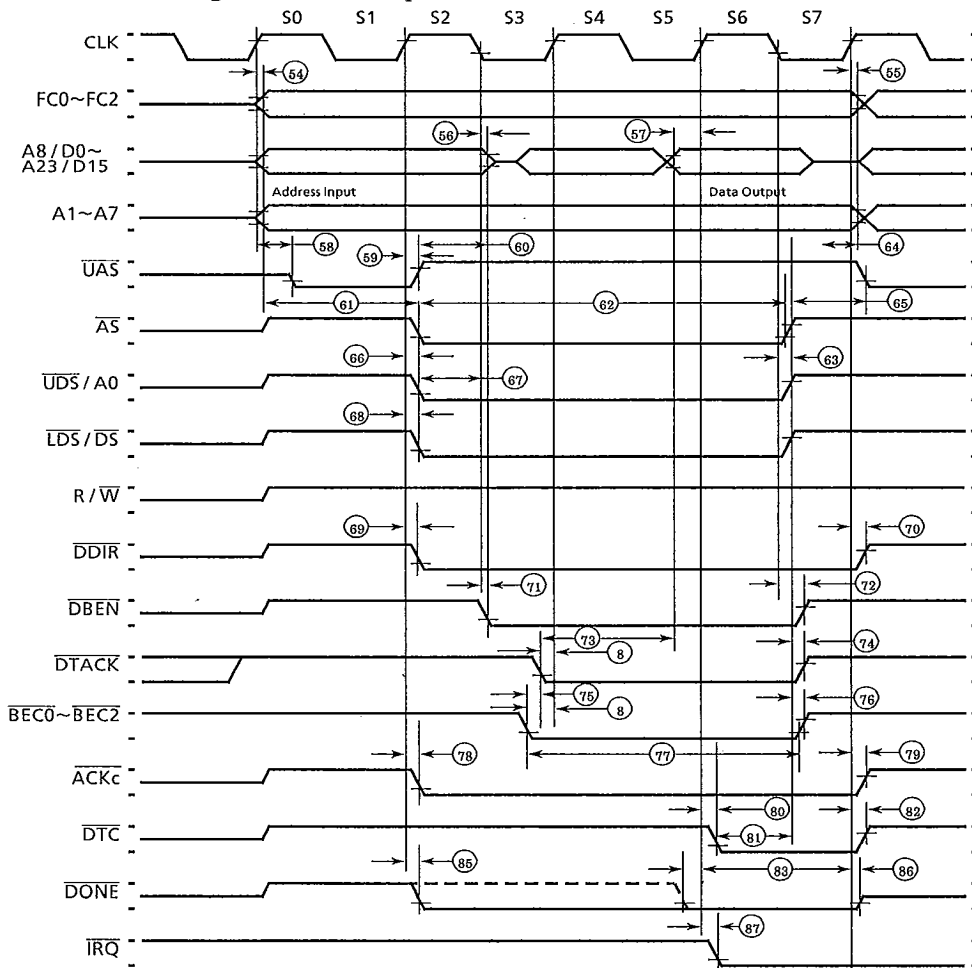 S0 S1 S2 S3 S4 S5 S6 S7
CLK
54 55
FC0~FC2
56 57
A8/D0~
A23/D15
Address Input Data Output
A1~A7
58 59 60 64
UAS
61 62 65
AS
66 67 63
UDS/A0
68
LDS/DS
R/W
69 70
DDIR
71 72
DBEN
73 8 74
DTACK
75 8 76
BEC0~BEC2
78 77 79
ACKc
80 82
DTC
81
85 83 86
DONE
87
IRQ